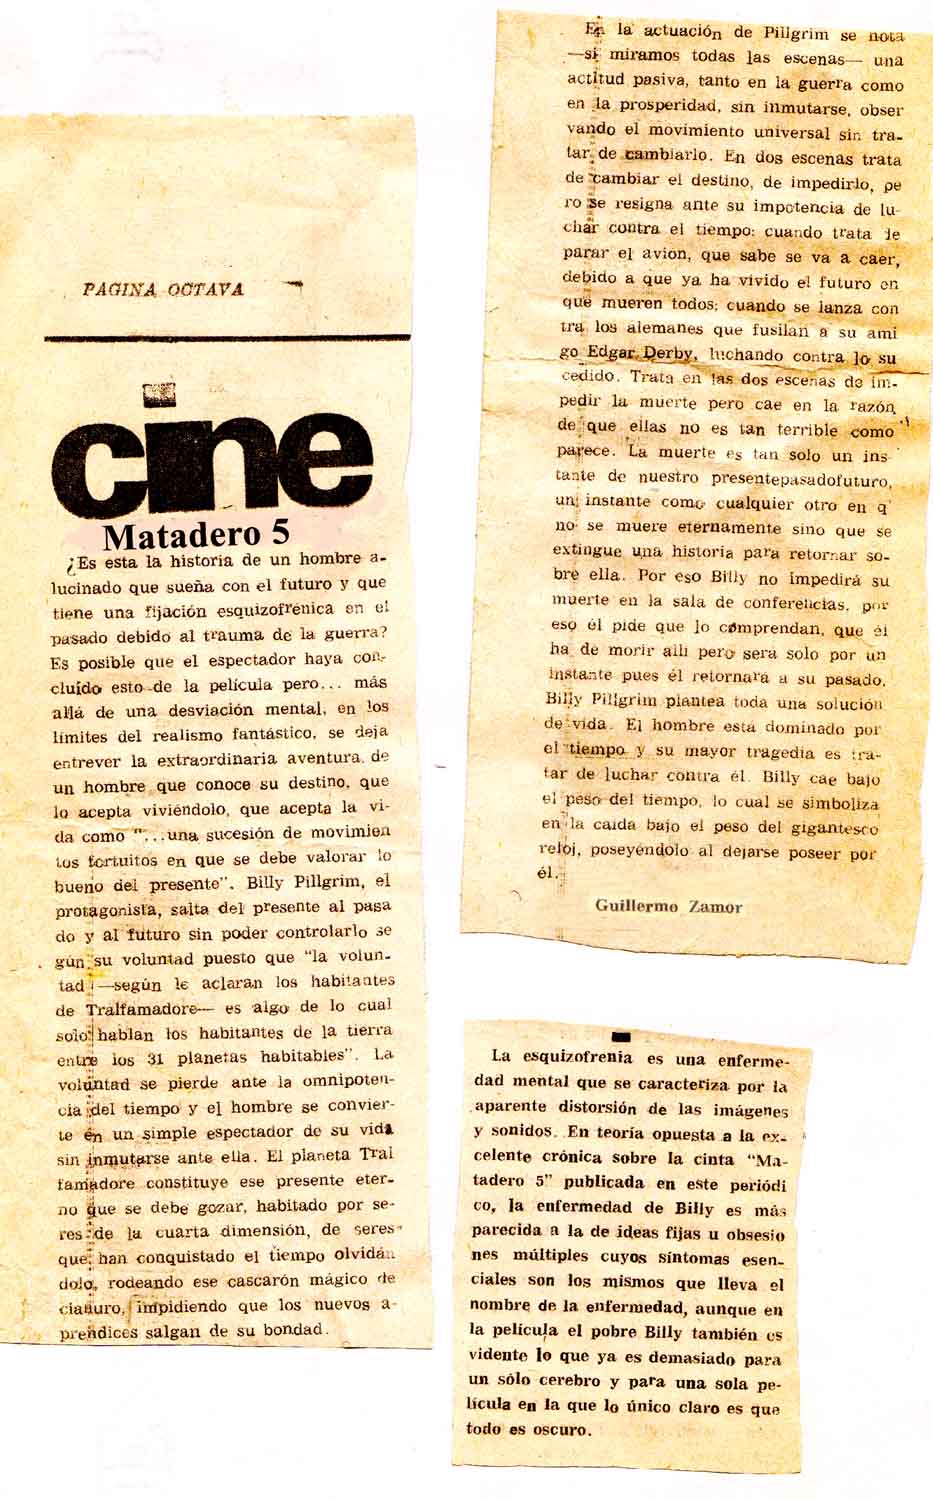 PAGINA OCTAVA
cine
Matadero 5
¿Es esta la historia de un hombre a-
lucinado que sueña con el futuro y que
tiene una fijación esquizofrénica en el
pasado debido al trauma de la guerra?
Es posible que el espectador haya con-
cluído esto de la película pero... más
allá de una desviación mental, en los
límites del realismo fantástico, se deja
entrever la extraordinaria aventura de
un hombre que conoce su destino, que
lo acepta viviéndolo, que acepta la vi-
da como "...una sucesión de movimien
tos fortuitos en que se debe valorar lo
bueno del presente". Billy Pillgrim, el
protagonista, salta del presente al pasa
do y al futuro sin poder controlarlo se
gún su voluntad puesto que "la volun-
tad —según le aclaran los habitantes
de Tralfamadore— es algo de lo cual
solo hablan los habitantes de la tierra
entre los 31 planetas habitables". La
voluntad se pierde ante la omnipoten-
cia del tiempo y el hombre se convier-
te en un simple espectador de su vida
sin inmutarse ante ella. El planeta Tral
famadore constituye ese presente eter-
no que se debe gozar, habitado por se-
res de la cuarta dimensión, de seres
que han conquistado el tiempo olvidán
dolo, rodeando ese cascarón mágico de
cianuro, impidiendo que los nuevos a-
prendices salgan de su bondad.
En la actuación de Pillgrim se nota
—si miramos todas las escenas— una
actitud pasiva, tanto en la guerra como
en la prosperidad, sin inmutarse, obser
vando el movimiento universal sin tra-
tar de cambiarlo. En dos escenas trata
de cambiar el destino, de impedirlo, pe
ro se resigna ante su impotencia de lu-
char contra el tiempo: cuando trata de
parar el avion, que sabe se va a caer,
debido a que ya ha vivido el futuro en
que mueren todos; cuando se lanza con
tra los alemanes que fusilan a su ami
go Edgar Derby, luchando contra lo su
cedido. Trata en las dos escenas de im-
pedir la muerte pero cae en la razón
de que ellas no es tan terrible como
parece. La muerte es tan solo un ins-
tante de nuestro presentepasadofuturo,
un instante como cualquier otro en q'
no se muere eternamente sino que se
extingue una historia para retornar so-
bre ella. Por eso Billy no impedirá su
muerte en la sala de conferencias, por
eso él pide que lo comprendan, que él
ha de morir alli pero sera solo por un
instante pues él retornará a su pasado.
Billy Pillgrim plantea toda una solución
de vida. El hombre esta dominado por
el tiempo y su mayor tragedia es tra-
tar de luchar contra él. Billy cae bajo
el peso del tiempo, lo cual se simboliza
en la caida bajo el peso del gigantesco
reloj, poseyéndolo al dejarse poseer por
él.
Guillermo Zamor
La esquizofrenia es una enferme-
dad mental que se caracteriza por la
aparente distorsión de las imágenes
y sonidos. En teoría opuesta a la ex-
celente crónica sobre la cinta "Ma-
tadero 5" publicada en este periódi
co, la enfermedad de Billy es más
parecida a la de ideas fijas u obsesio
nes múltiples cuyos síntomas esen-
ciales son los mismos que lleva el
nombre de la enfermedad, aunque en
la película el pobre Billy también es
vidente lo que ya es demasiado para
un sólo cerebro y para una sola pe-
lícula en la que lo único claro es que
todo es oscuro.